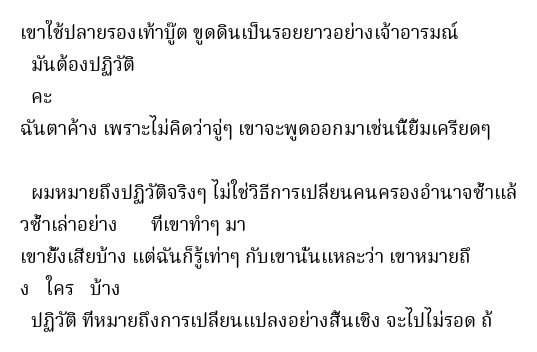 เขาใช้ปลายรองเท้าบู๊ต ขูดดินเป็นรอยยาวอย่างเจ้าอารมณ์
มันต้องปฏิวัติ
คะ
ฉันตาค้าง เพราะไม่คิดว่าจู่ๆ เขาจะพูดออกมาเช่นนี้ยิ้มเครียดๆ
ผมหมายถึงปฏิวัติจริงๆ ไม่ใช่วิธีการเปลี่ยนคนครองอำนาจซ้ำแล้
วซ้ำเล่าอย่าง ที่เขาทำๆ มา
เขายั้งเสียบ้าง แต่ฉันก็รู้เท่าๆ กับเขานั่นแหละว่า เขาหมายถึ
ง ใคร บ้าง
ปฏิวัติ ที่หมายถึงการเปลี่ยนแปลงอย่างสิ้นเชิง จะไปไม่รอด ถ้